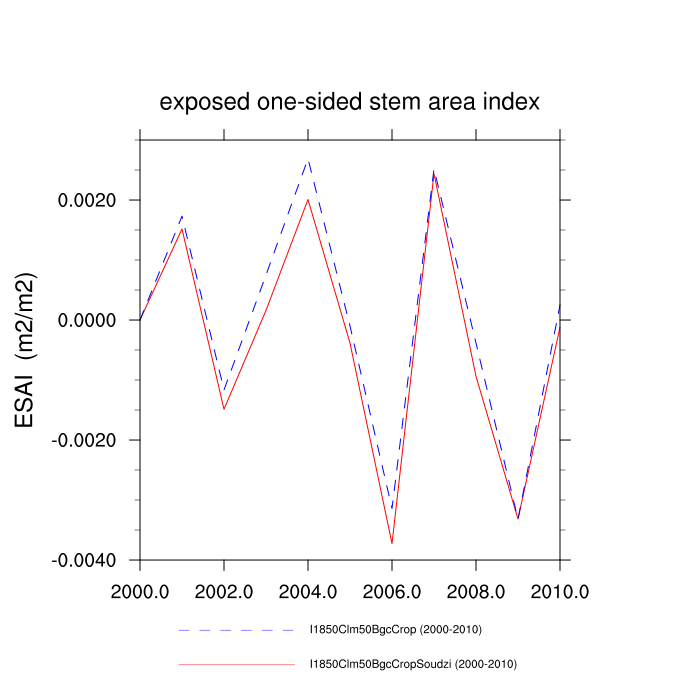 exposed one-sided stem area index
ESAI (m2/m2)
0.0020
0.0000
-0.0020
-0.0040
2000.0 2002.0 2004.0 2006.0 2008.0 2010.0
I1850Clm50BgcCrop (2000-2010)
I1850Clm50BgcCropSoudzi (2000-2010)